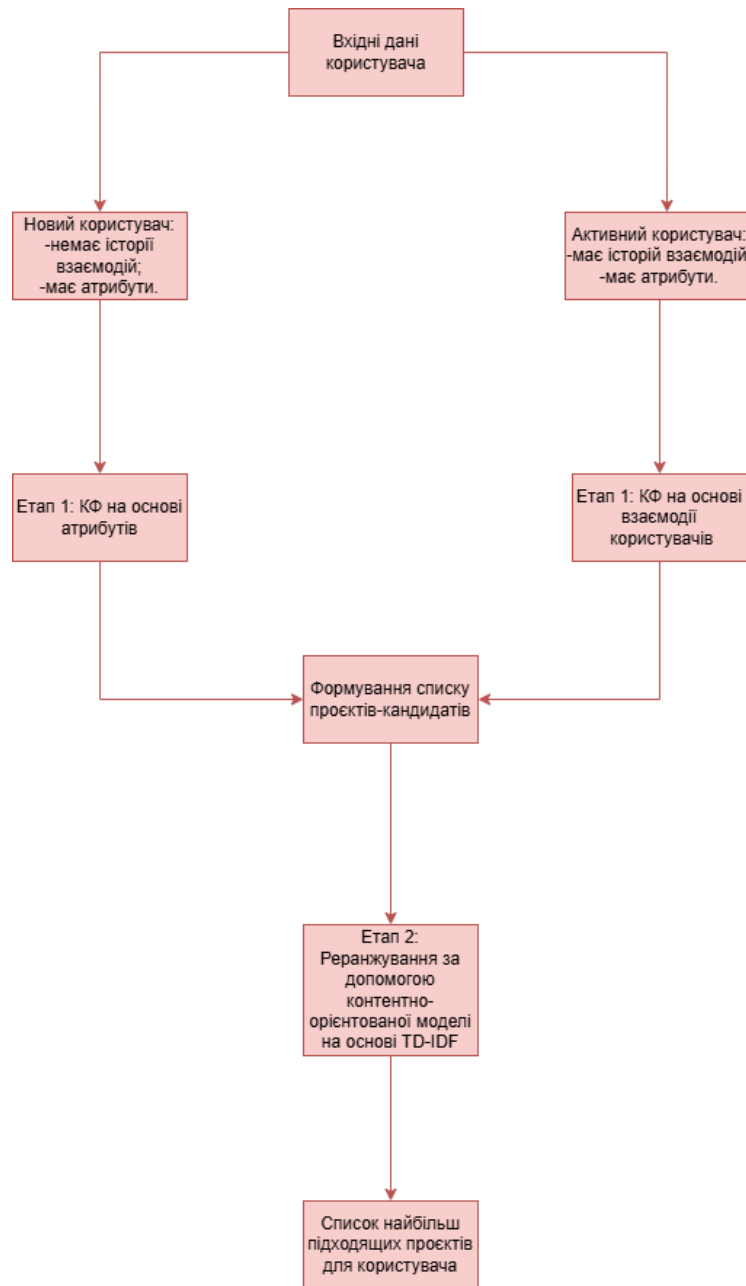 Вхідні дані
користувача
Новий користувач:
-немає історії
взаємодій;
-має атрибути.
Активний користувач:
-має історій взаємодій
-має атрибути.
Етап 1: КФ на основі
атрибутів
Етап 1: КФ на основі
взаємодії
користувачів
Формування списку
проєктів-кандидатів
Етап 2:
Реранжування за
допомогою
контентно-
орієнтованої моделі
на основі TD-IDF
Список найбільш
підходящих проєктів
для користувача